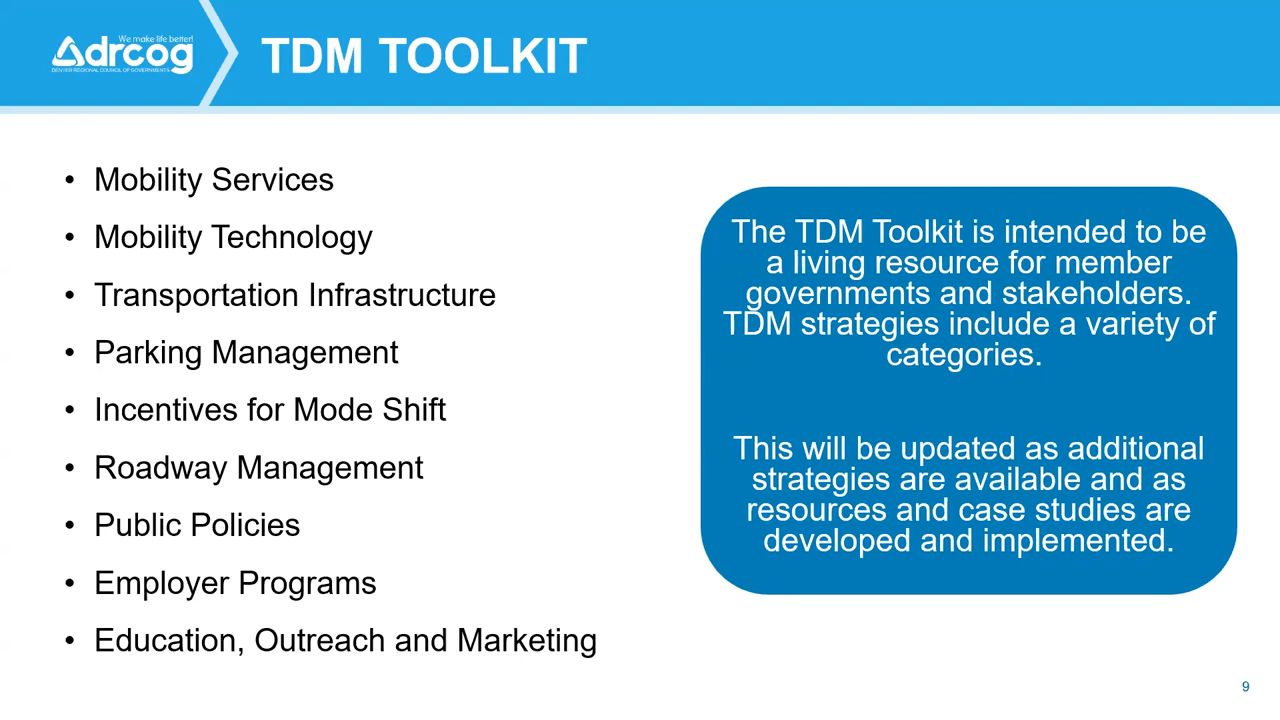 We make life better!
drcog
DENVER REGIONAL COUNCIL OF GOVERNMENTS
TDM TOOLKIT
• Mobility Services
• Mobility Technology
• Transportation Infrastructure
• Parking Management
• Incentives for Mode Shift
• Roadway Management
• Public Policies
• Employer Programs
• Education, Outreach and Marketing
The TDM Toolkit is intended to be
a living resource for member
governments and stakeholders.
TDM strategies include a variety of
categories.
This will be updated as additional
strategies are available and as
resources and case studies are
developed and implemented.
9